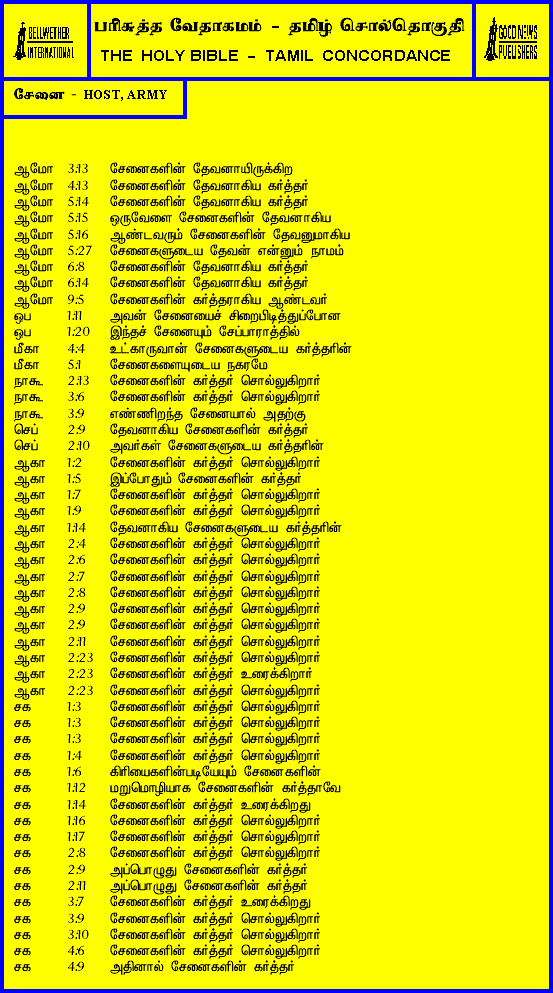 BELLWETHER
INTERNATIONAL
பரிசுத்த வேதாகமம் - தமிழ் சொல்தொகுதி
THE HOLY BIBLE - TAMIL CONCORDANCE
GOOD NEWS
PUBLISHERS
சேனை - HOST, ARMY
ஆமோ 3:13 சேனைகளின் தேவனாயிருக்கிற
ஆமோ 4:13 சேனைகளின் தேவனாகிய கர்த்தர்
ஆமோ 5:14 சேனைகளின் தேவனாகிய கர்த்தர்
ஆமோ 5:15 ஒருவேளை சேனைகளின் தேவனாகிய
ஆமோ 5:16 ஆண்டவரும் சேனைகளின் தேவனுமாகிய
ஆமோ 5:27 சேனைகளுடைய தேவன் என்னும் நாமம்
ஆமோ 6:8 சேனைகளின் தேவனாகிய கர்த்தர்
ஆமோ 6:14 சேனைகளின் தேவனாகிய கர்த்தர்
ஆமோ 9:5 சேனைகளின் கர்த்தராகிய ஆண்டவர்
ஒப 1:11 அவன் சேனையைச் சிறைபிடித்துப்போன
ஒப 1:20 இந்தச் சேனையும் சேப்பாராத்தில்
மீகா 4:4 உட்காருவான் சேனைகளுடைய கர்த்தரின்
மீகா 5:1 சேனைகளையுடைய நகரமே
நாகூ 2:13 சேனைகளின் கர்த்தர் சொல்லுகிறார்
நாகூ 3:6 சேனைகளின் கர்த்தர் சொல்லுகிறார்
நாகூ 3:9 எண்ணிறந்த சேனையால் அதற்கு
செப் 2:9 தேவனாகிய சேனைகளின் கர்த்தர்
செப் 2:10 அவர்கள் சேனைகளுடைய கர்த்தரின்
ஆகா 1:2 சேனைகளின் கர்த்தர் சொல்லுகிறார்
ஆகா 1:5 இப்போதும் சேனைகளின் கர்த்தர்
ஆகா 1:7 சேனைகளின் கர்த்தர் சொல்லுகிறார்
ஆகா 1:9 சேனைகளின் கர்த்தர் சொல்லுகிறார்
ஆகா 1:14 தேவனாகிய சேனைகளுடைய கர்த்தரின்
ஆகா 2:4 சேனைகளின் கர்த்தர் சொல்லுகிறார்
ஆகா 2:6 சேனைகளின் கர்த்தர் சொல்லுகிறார்
ஆகா 2:7 சேனைகளின் கர்த்தர் சொல்லுகிறார்
ஆகா 2:8 சேனைகளின் கர்த்தர் சொல்லுகிறார்
ஆகா 2:9 சேனைகளின் கர்த்தர் சொல்லுகிறார்
ஆகா 2:9 சேனைகளின் கர்த்தர் சொல்லுகிறார்
ஆகா 2:11 சேனைகளின் கர்த்தர் சொல்லுகிறார்
ஆகா 2:23 சேனைகளின் கர்த்தர் சொல்லுகிறார்
ஆகா 2:23 சேனைகளின் கர்த்தர் உரைக்கிறார்
ஆகா 2:23 சேனைகளின் கர்த்தர் சொல்லுகிறார்
சக 1:3 சேனைகளின் கர்த்தர் சொல்லுகிறார்
சக 1:3 சேனைகளின் கர்த்தர் சொல்லுகிறார்
சக 1:3 சேனைகளின் கர்த்தர் சொல்லுகிறார்
சக 1:4 சேனைகளின் கர்த்தர் சொல்லுகிறார்
சக 1:6 கிரியைகளின்படியேயும் சேனைகளின்
சக 1:12 மறுமொழியாக சேனைகளின் கர்த்தாவே
சக 1:14 சேனைகளின் கர்த்தர் உரைக்கிறது
சக 1:16 சேனைகளின் கர்த்தர் சொல்லுகிறார்
சக 1:17 சேனைகளின் கர்த்தர் சொல்லுகிறார்
சக 2:8 சேனைகளின் கர்த்தர் சொல்லுகிறார்
சக 2:9 அப்பொழுது சேனைகளின் கர்த்தர்
சக 2:11 அப்பொழுது சேனைகளின் கர்த்தர்
சக 3:7 சேனைகளின் கர்த்தர் உரைக்கிறது
சக 3:9 சேனைகளின் கர்த்தர் சொல்லுகிறார்
சக 3:10 சேனைகளின் கர்த்தர் சொல்லுகிறார்
சக 4:6 சேனைகளின் கர்த்தர் சொல்லுகிறார்
சக 4:9 அதினால் சேனைகளின் கர்த்தர்